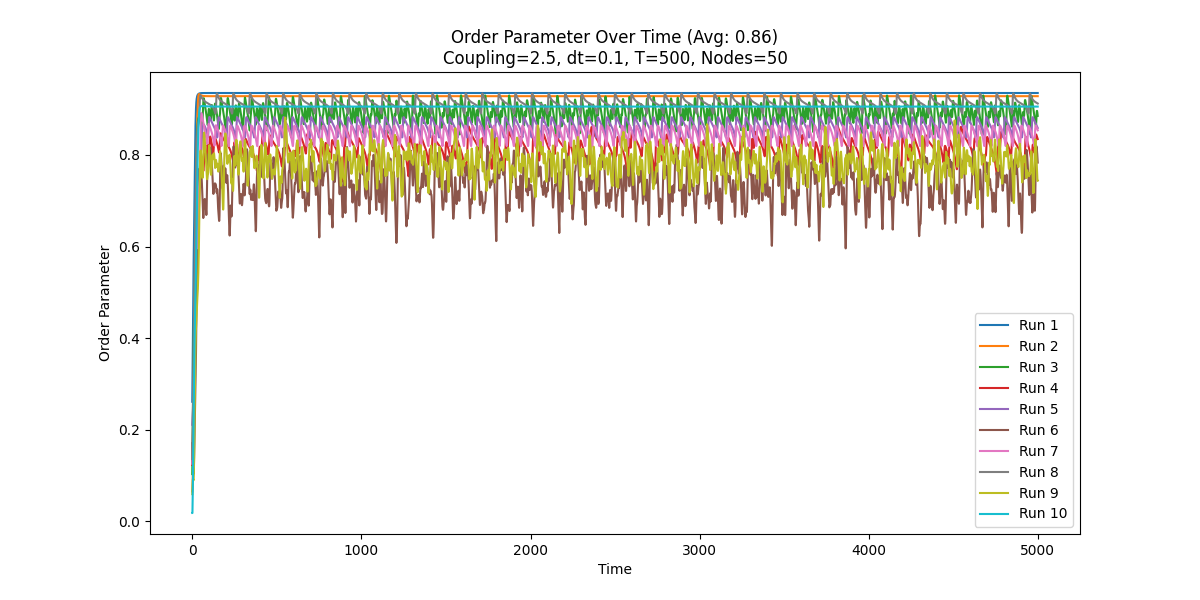 Order Parameter Over Time (Avg: 0.86)
Coupling=2.5, dt=0.1, T=500, Nodes=50
Order Parameter
0.8
0.6
0.4
0.2
0.0
0
1000
2000
3000
4000
5000
Time
Run 1
Run 2
Run 3
Run 4
Run 5
Run 6
Run 7
Run 8
Run 9
Run 10